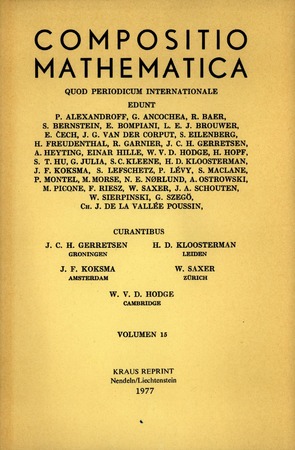 COMPOSITIO
MATHEMATICA
QUOD PERIODICUM INTERNATIONALE
EDUNT
P. ALEXANDROFF, G. ANCOCHEA, R. BAER,
S. BERNSTEIN, E. BOMPIANI, L. E. J. BROUWER,
E. ČECH, J. G. VAN DER CORPUT, S. EILENBERG,
H. FREUDENTHAL, R. GARNIER, J. C. H. GERRETSEN,
A. HEYTING, EINAR HILLE, W. V. D. HODGE, H. HOPF,
S. T. HU, G. JULIA, S. C. KLEENE, H. D. KLOOSTERMAN,
J. F. KOKSMA, S. LEFSCHETZ, P. LÉVY, S. MACLANE,
P. MONTEL, M. MORSE, N. E. NØRLUND, A. OSTROWSKI,
M. PICONE, F. RIESZ, W. SAXER, J. A. SCHOUTEN,
W. SIERPINSKI, G. SZEGÖ,
CH. J. DE LA VALLÉE POUSSIN,
CURANTIBUS
J. C. H. GERRETSEN H. D. KLOOSTERMAN
GRONINGEN LEIDEN
J. F. KOKSMA W. SAXER
AMSTERDAM ZÜRICH
W. V. D. HODGE
CAMBRIDGE
VOLUMEN 15
KRAUS REPRINT
Nendeln/Liechtenstein
1977